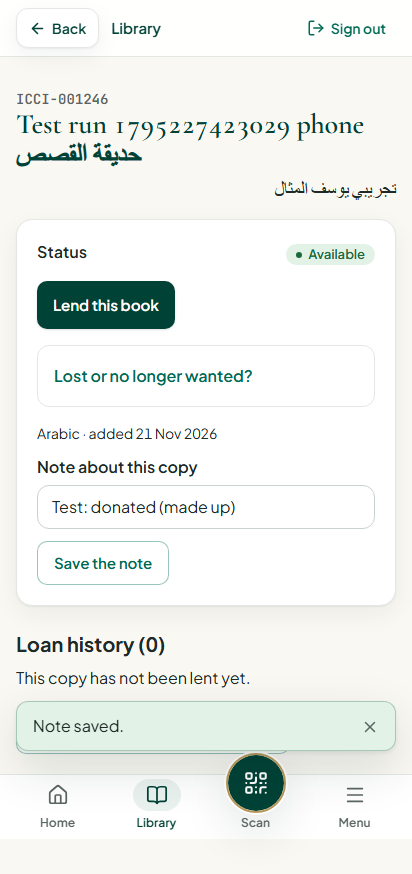 Back
Library
Sign out
ICCI-001246
Test run 1795227423029 phone
حديقة القصص
تجريبي يوسف المثال
Status
Available
Lend this book
Lost or no longer wanted?
Arabic · added 21 Nov 2026
Note about this copy
Test: donated (made up)
Save the note
Loan history (0)
This copy has not been lent yet.
Note saved.
Home
Library
Scan
Menu